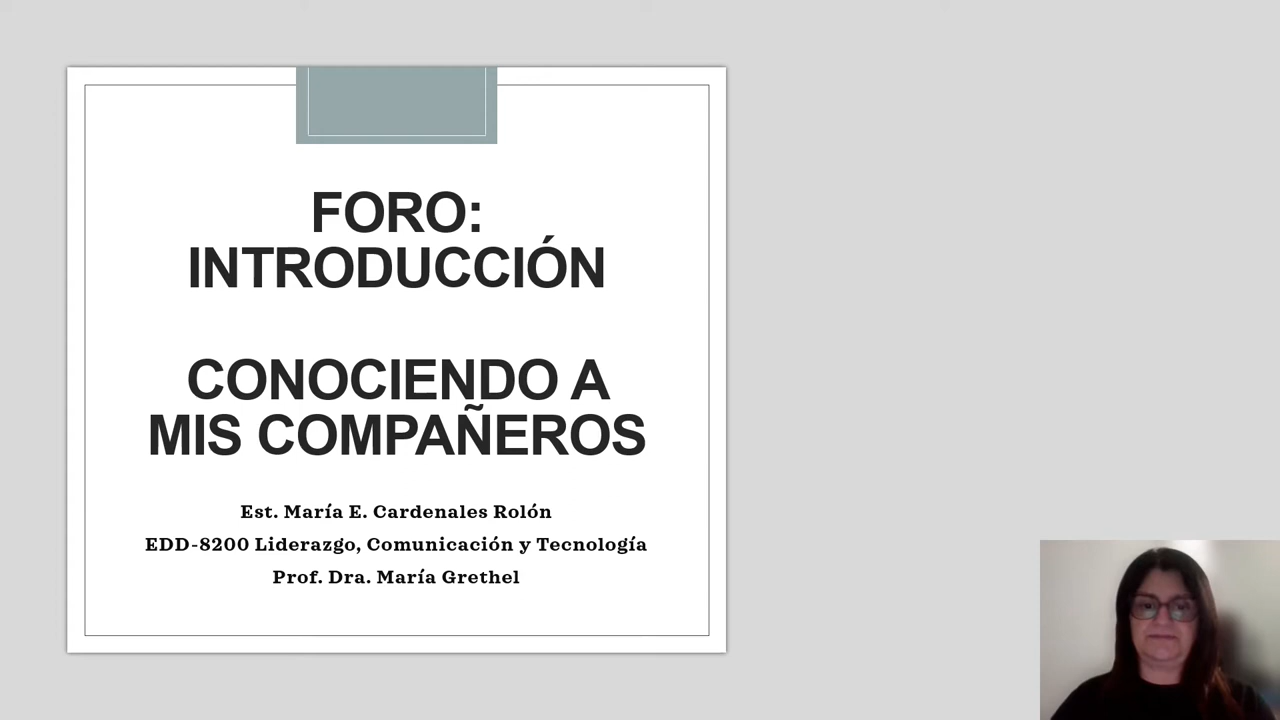 FORO:
INTRODUCCIÓN
CONOCIENDO A
MIS COMPAÑEROS
Est. María E. Cardenales Rolón
EDD-8200 Liderazgo, Comunicación y Tecnología
Prof. Dra. María Grethel